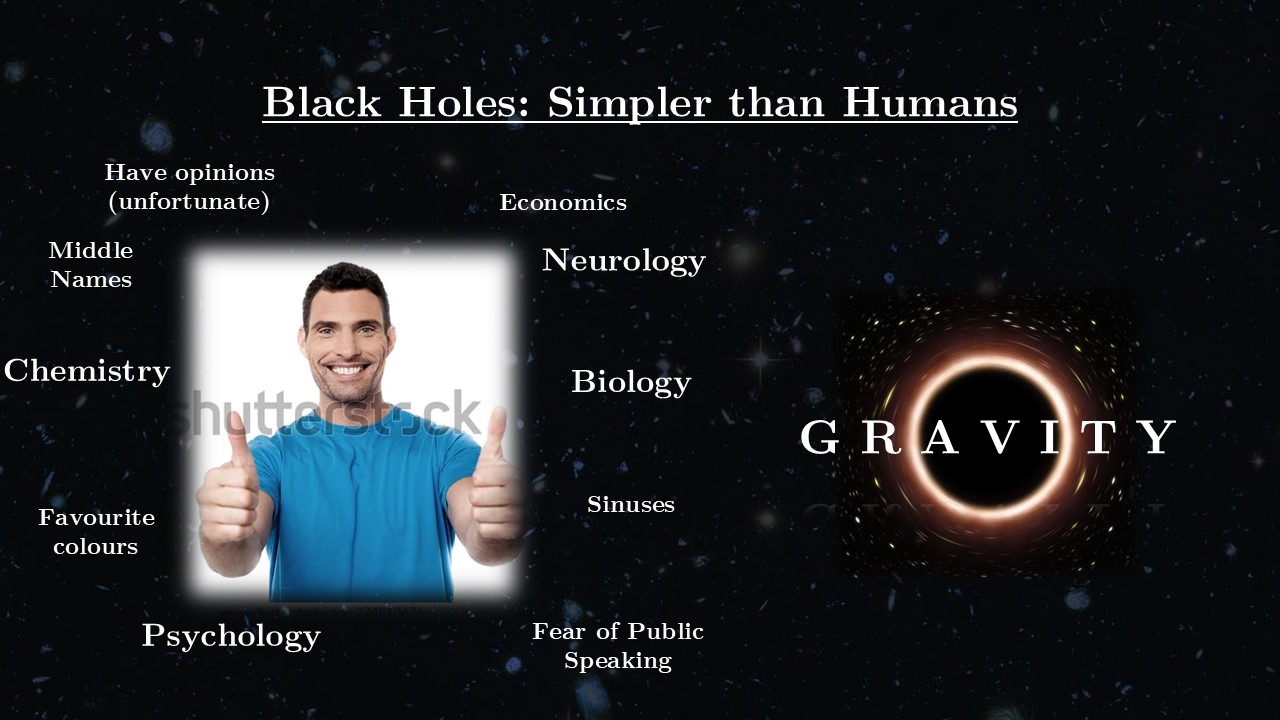 Black Holes: Simpler than Humans
Have opinions
(unfortunate)
Economics
Middle
Names
Neurology
Chemistry
Biology
shutterstock
G R A V I T Y
Favourite
colours
Sinuses
Psychology
Fear of Public
Speaking